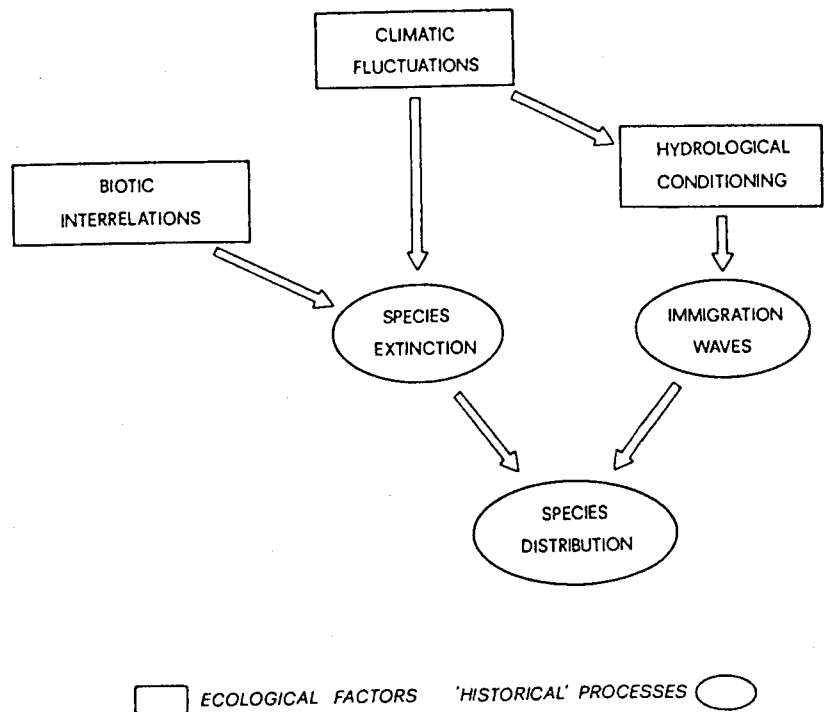 CLIMATIC
FLUCTUATIONS
HYDROLOGICAL
CONDITIONING
BIOTIC
INTERRELATIONS
SPECIES
EXTINCTION
IMMIGRATION
WAVES
SPECIES
DISTRIBUTION
ECOLOGICAL FACTORS 'HISTORICAL' PROCESSES